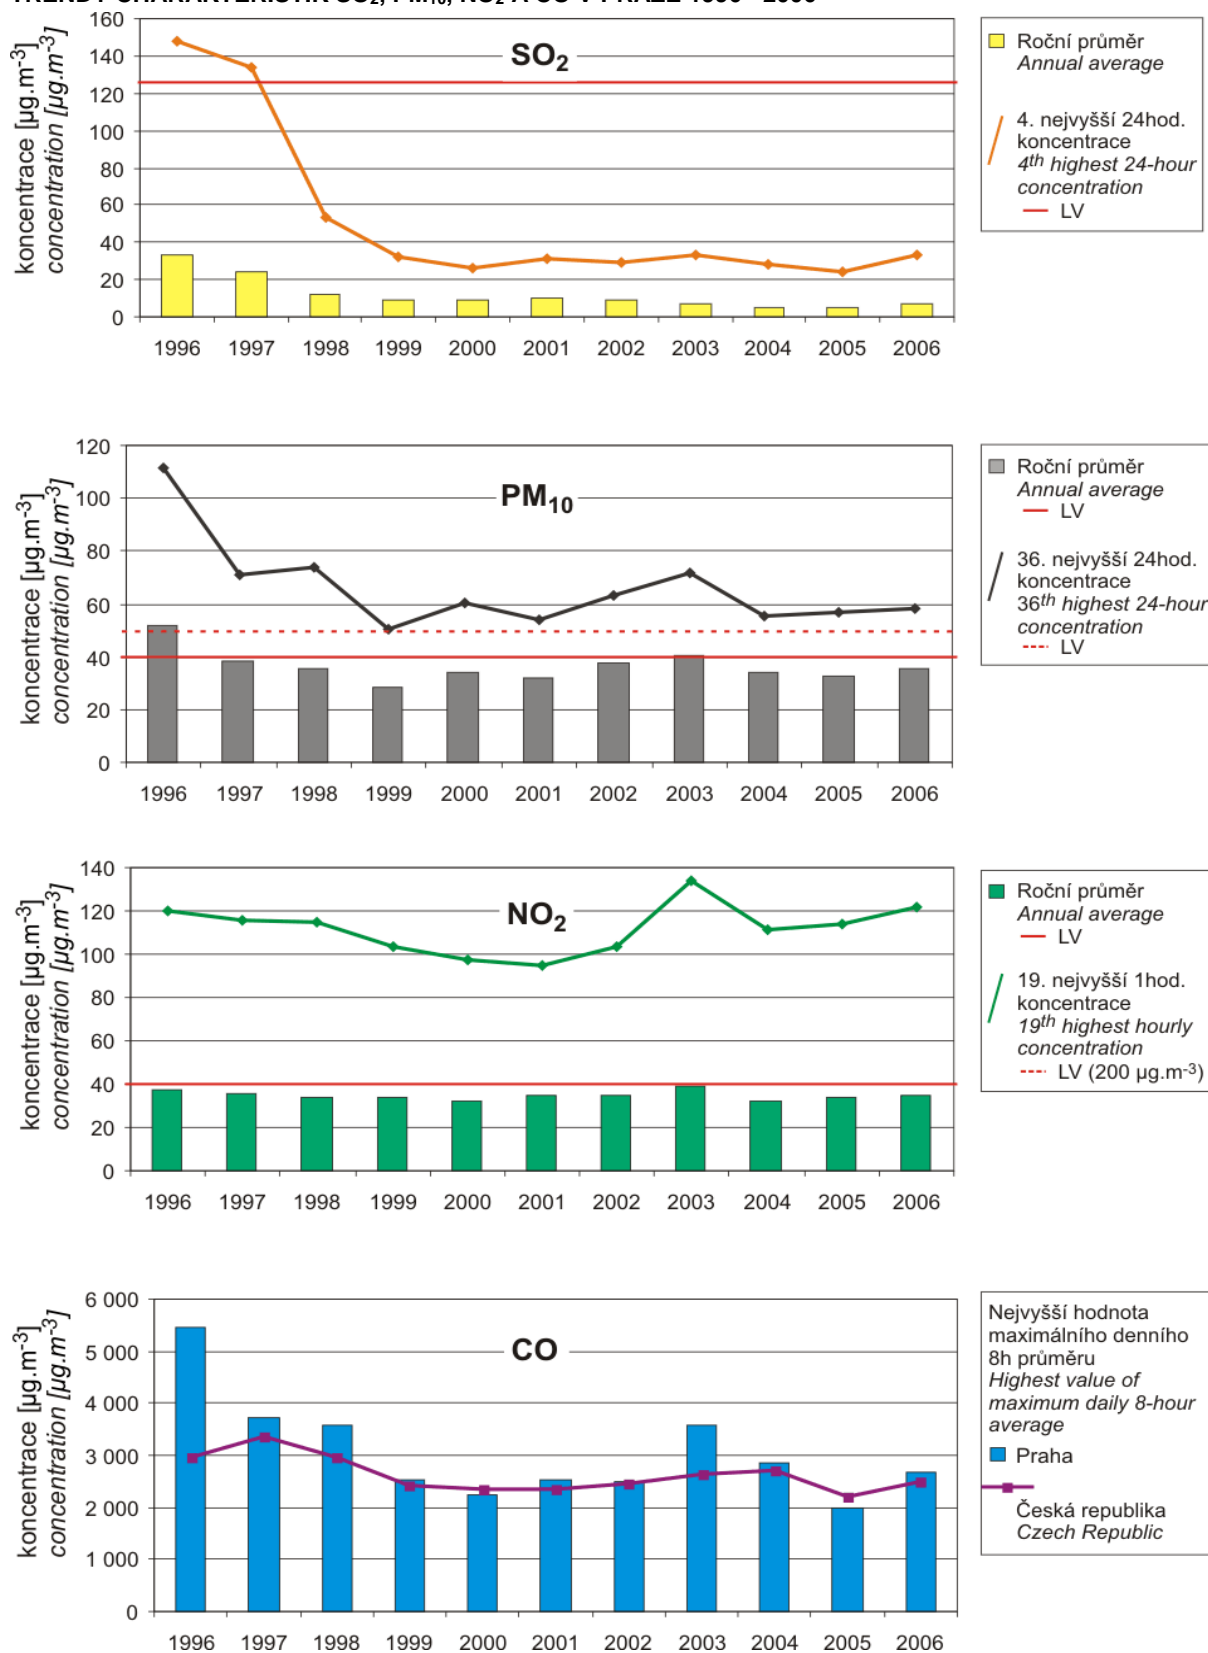 TRENDY CHARAKTERISTIK SO₂, PM₁₀, NO₂ A CO V PRAZE 1996 - 2006
koncentrace [µg.m⁻³]
concentration [µg.m⁻³]
160
140
120
100
80
60
40
20
0
SO₂
1996 1997 1998 1999 2000 2001 2002 2003 2004 2005 2006
Roční průměr
Annual average
4. nejvyšší 24hod.
koncentrace
4th highest 24-hour
concentration
LV
koncentrace [µg.m⁻³]
concentration [µg.m⁻³]
120
100
80
60
40
20
0
PM₁₀
1996 1997 1998 1999 2000 2001 2002 2003 2004 2005 2006
Roční průměr
Annual average
LV
36. nejvyšší 24hod.
koncentrace
36th highest 24-hour
concentration
LV
koncentrace [µg.m⁻³]
concentration [µg.m⁻³]
140
120
100
80
60
40
20
0
NO₂
1996 1997 1998 1999 2000 2001 2002 2003 2004 2005 2006
Roční průměr
Annual average
LV
19. nejvyšší 1hod.
koncentrace
19th highest hourly
concentration
LV (200 µg.m⁻³)
koncentrace [µg.m⁻³]
concentration [µg.m⁻³]
6 000
5 000
4 000
3 000
2 000
1 000
0
CO
1996 1997 1998 1999 2000 2001 2002 2003 2004 2005 2006
Nejvyšší hodnota
maximálního denního
8h průměru
Highest value of
maximum daily 8-hour
average
Praha
Česká republika
Czech Republic